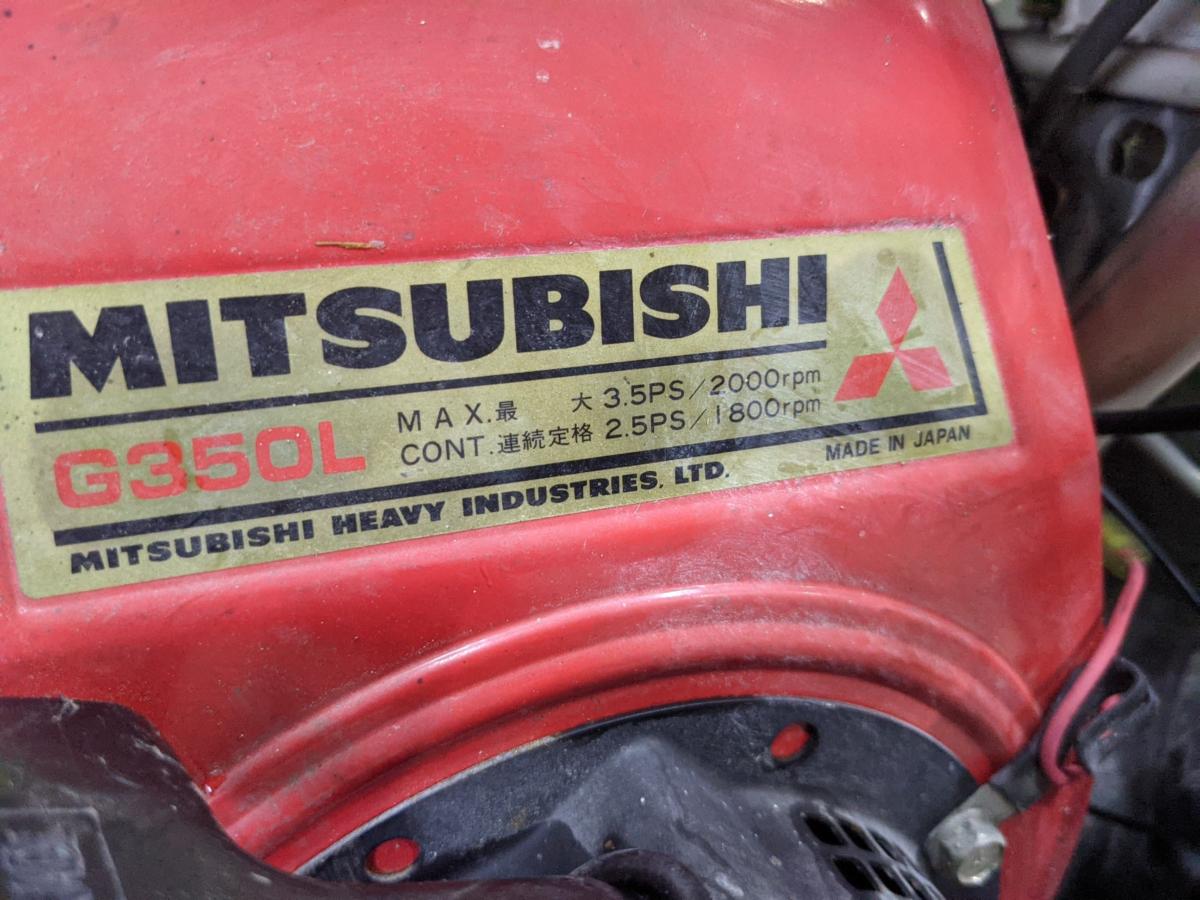 MITSUBISHI
G350L
MAX.最大 3.5PS/2000rpm
CONT.連続定格 2.5PS/1800rpm
MITSUBISHI HEAVY INDUSTRIES, LTD.
MADE IN JAPAN